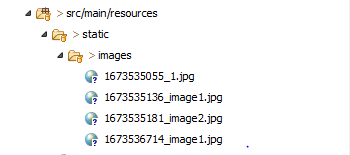 > src/main/resources
> static
> images
1673535055_1.jpg
1673535136_image1.jpg
1673535181_image2.jpg
1673536714_image1.jpg